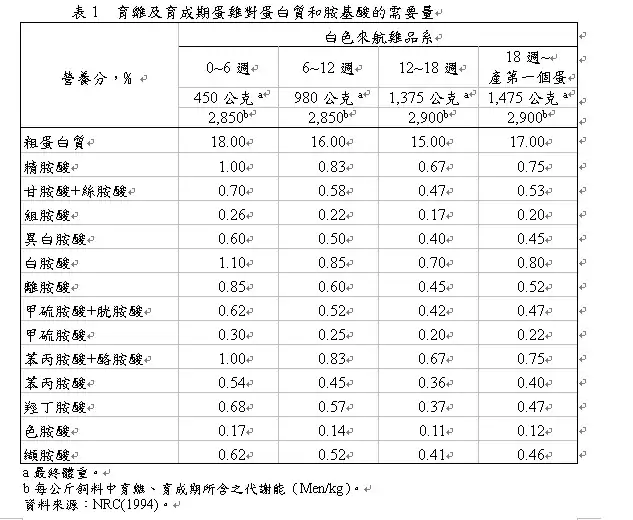 表 1 育雛及育成期蛋雞對蛋白質和胺基酸的需要量
營養分，% 白色來航雞品系
0~6 週 6~12 週 12~18 週 18 週~產第一個蛋
450 公克a 980 公克a 1,375 公克a 1,475 公克a
2,850b 2,850b 2,900b 2,900b
粗蛋白質 18.00 16.00 15.00 17.00
精胺酸 1.00 0.83 0.67 0.75
甘胺酸+絲胺酸 0.70 0.58 0.47 0.53
組胺酸 0.26 0.22 0.17 0.20
異白胺酸 0.60 0.50 0.40 0.45
白胺酸 1.10 0.85 0.70 0.80
離胺酸 0.85 0.60 0.45 0.52
甲硫胺酸+胱胺酸 0.62 0.52 0.42 0.47
甲硫胺酸 0.30 0.25 0.20 0.22
苯丙胺酸+酪胺酸 1.00 0.83 0.67 0.75
苯丙胺酸 0.54 0.45 0.36 0.40
羥丁胺酸 0.68 0.57 0.37 0.47
色胺酸 0.17 0.14 0.11 0.12
纈胺酸 0.62 0.52 0.41 0.46
a 最終體重。
b 每公斤飼料中育雛、育成期所含之代謝能（Men/kg）。
資料來源：NRC(1994)。